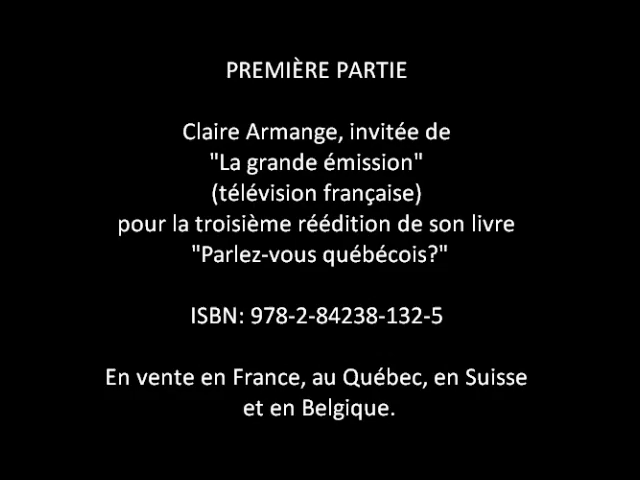 PREMIÈRE PARTIE
Claire Armange, invitée de
"La grande émission"
(télévision française)
pour la troisième réédition de son livre
"Parlez-vous québécois?"
ISBN: 978-2-84238-132-5
En vente en France, au Québec, en Suisse
et en Belgique.